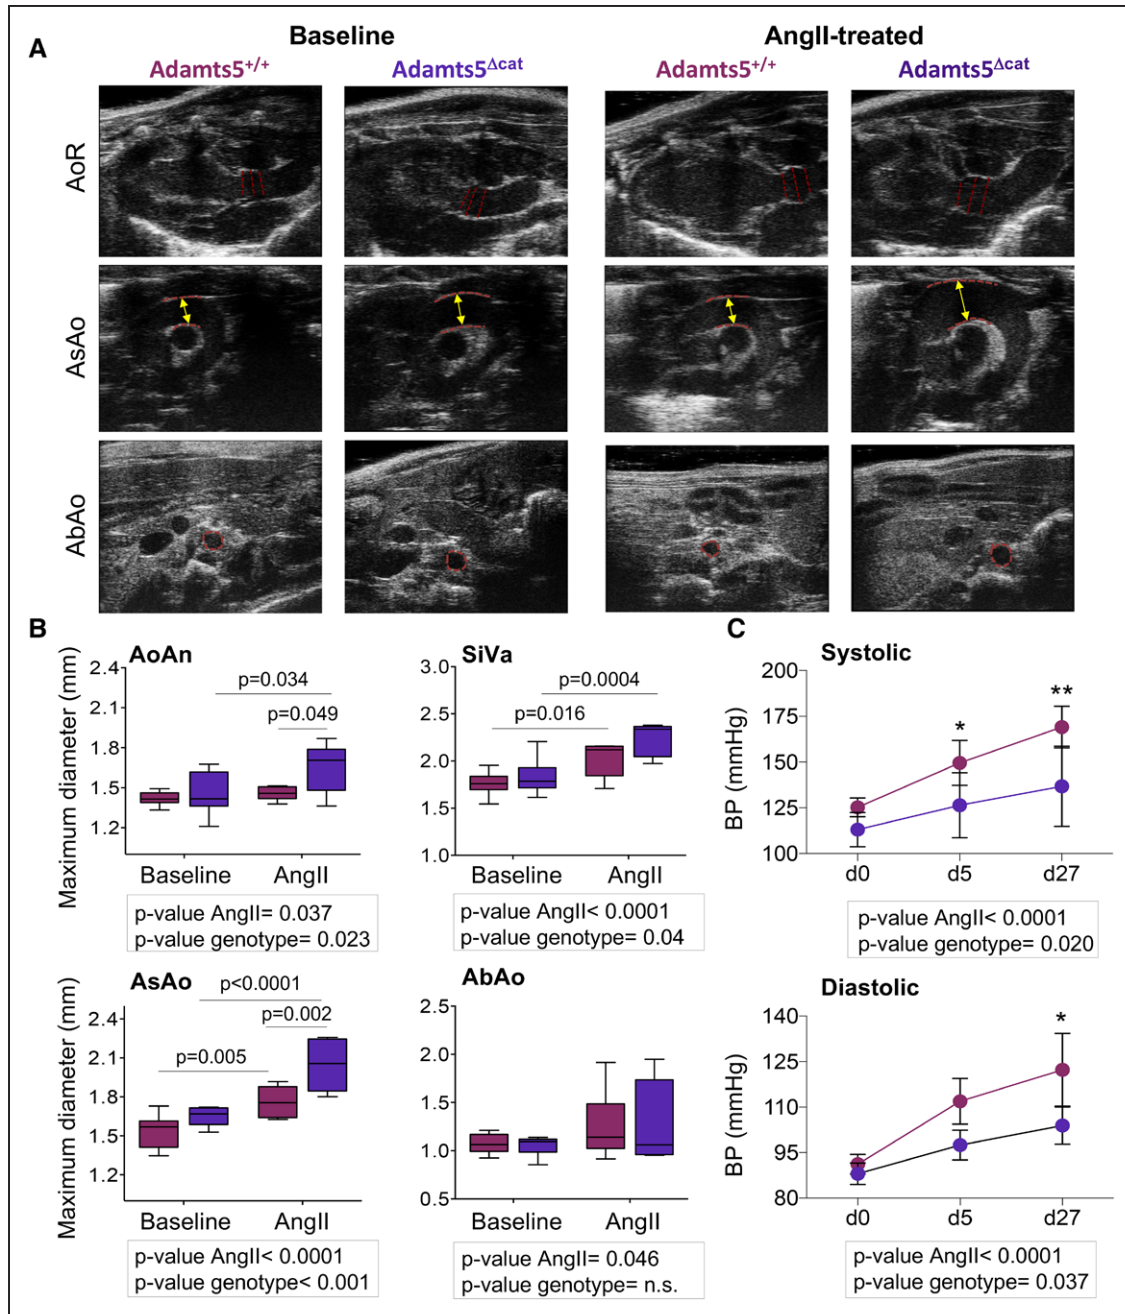 A
Baseline
AngII-treated
Adamts5+/+
Adamts5Δcat
Adamts5+/+
Adamts5Δcat
AoR
AsAo
AbAo
B
AoAn
Maximum diameter (mm)
2.4
2.1
1.8
1.5
1.2
p=0.034
p=0.049
Baseline
AngII
p-value AngII= 0.037
p-value genotype= 0.023
SiVa
3.0
2.5
2.0
1.5
1.0
p=0.0004
p=0.016
Baseline
AngII
p-value AngII< 0.0001
p-value genotype= 0.04
C
Systolic
BP (mmHg)
200
175
150
125
100
*
**
d0
d5
d27
p-value AngII< 0.0001
p-value genotype= 0.020
AsAo
Maximum diameter (mm)
2.4
2.1
1.8
1.5
1.2
p<0.0001
p=0.002
p=0.005
Baseline
AngII
p-value AngII< 0.0001
p-value genotype< 0.001
AbAo
2.5
2.0
1.5
1.0
0.5
Baseline
AngII
p-value AngII= 0.046
p-value genotype= n.s.
Diastolic
BP (mmHg)
140
125
110
95
80
*
d0
d5
d27
p-value AngII< 0.0001
p-value genotype= 0.037